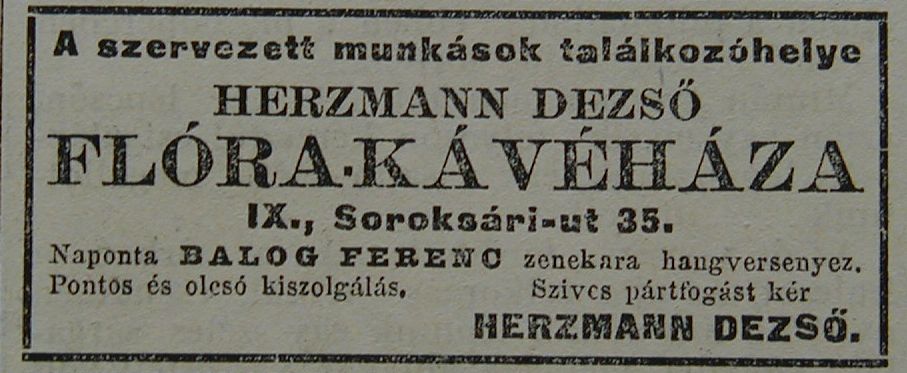 A szervezett munkások találkozóhelye
HERZMANN DEZSŐ
FLÓRA-KÁVÉHÁZA
IX., Soroksári-ut 35.
Naponta BALOG FERENC zenekara hangversenyez.
Pontos és olcsó kiszolgálás. Szives pártfogást kér
HERZMANN DEZSŐ.